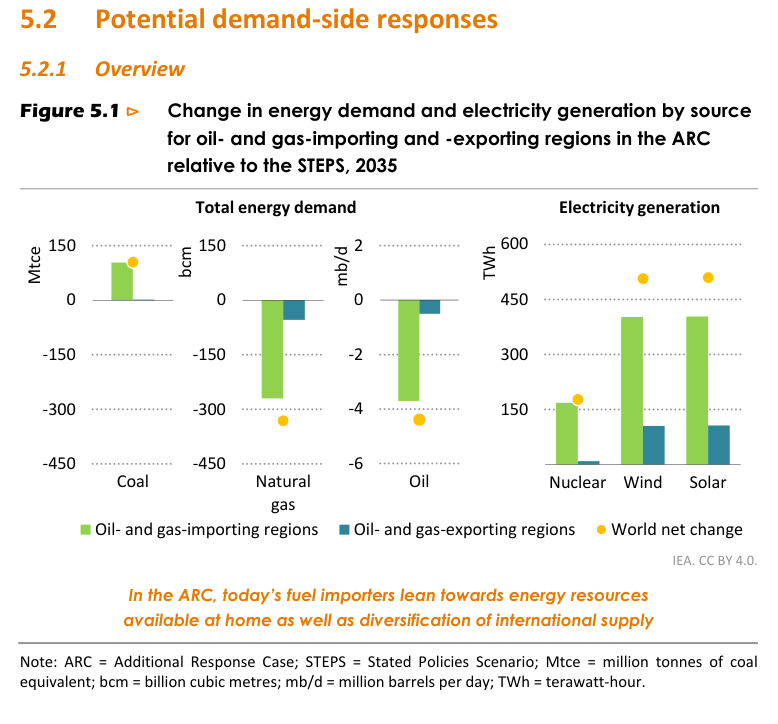 5.2 Potential demand-side responses
5.2.1 Overview
Figure 5.1 ⊳ Change in energy demand and electricity generation by source
for oil- and gas-importing and -exporting regions in the ARC
relative to the STEPS, 2035
Total energy demand
Mtce
150
0
-150
-300
-450
Coal
bcm
150
0
-150
-300
-450
Natural
gas
mb/d
2
0
-2
-4
-6
Oil
Electricity generation
TWh
600
450
300
150
Nuclear Wind Solar
Oil- and gas-importing regions Oil- and gas-exporting regions World net change
IEA. CC BY 4.0.
In the ARC, today’s fuel importers lean towards energy resources
available at home as well as diversification of international supply
Note: ARC = Additional Response Case; STEPS = Stated Policies Scenario; Mtce = million tonnes of coal
equivalent; bcm = billion cubic metres; mb/d = million barrels per day; TWh = terawatt-hour.